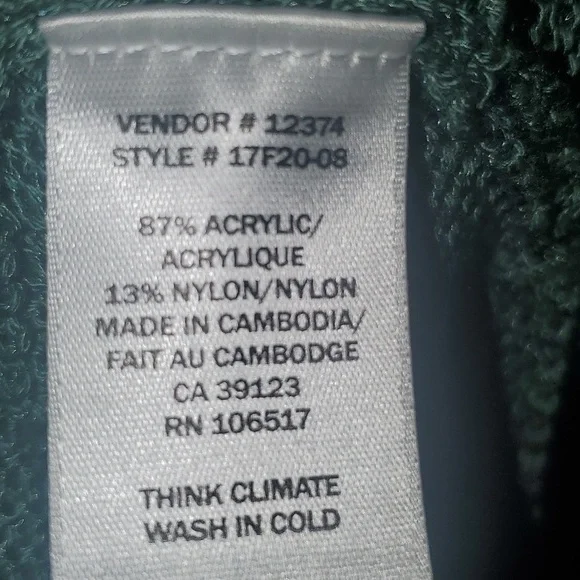 VENDOR # 12374
STYLE # 17F20-08
87% ACRYLIC/
ACRYLIQUE
13% NYLON/NYLON
MADE IN CAMBODIA/
FAIT AU CAMBODGE
CA 39123
RN 106517
THINK CLIMATE
WASH IN COLD